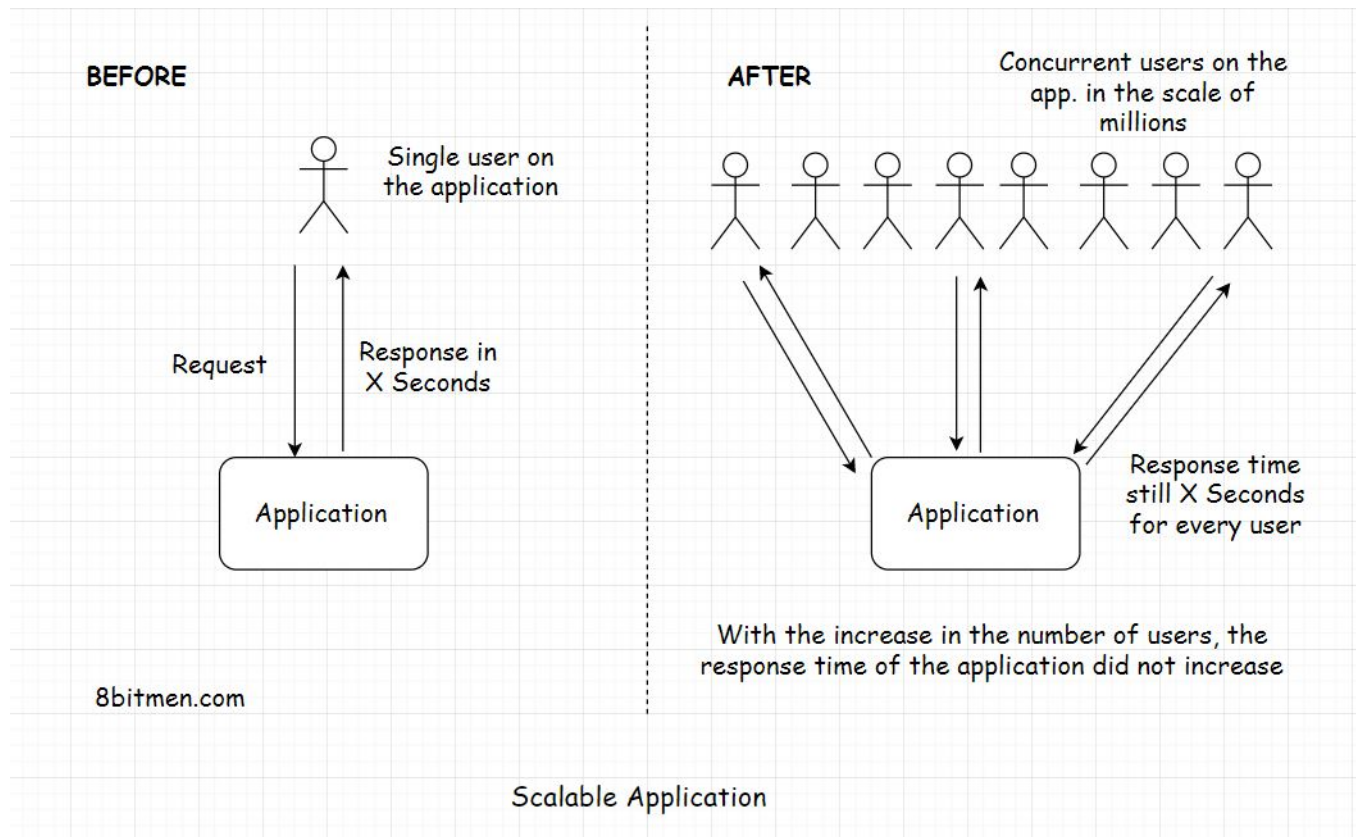 BEFORE
Single user on
the application
Request
Response in
X Seconds
Application
8bitmen.com
AFTER
Concurrent users on the
app. in the scale of
millions
Application
Response time
still X Seconds
for every user
With the increase in the number of users, the
response time of the application did not increase
Scalable Application